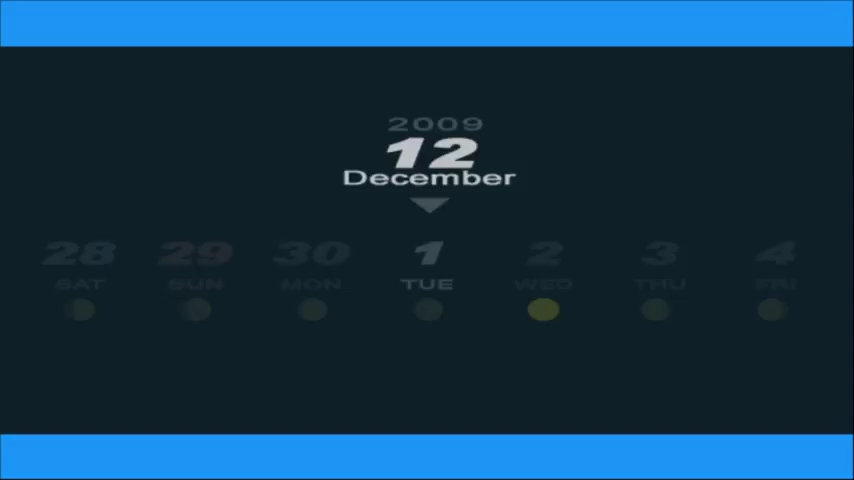 2009
12
December
28 29 30 1 2 3 4
SAT SUN MON TUE WED THU FRI